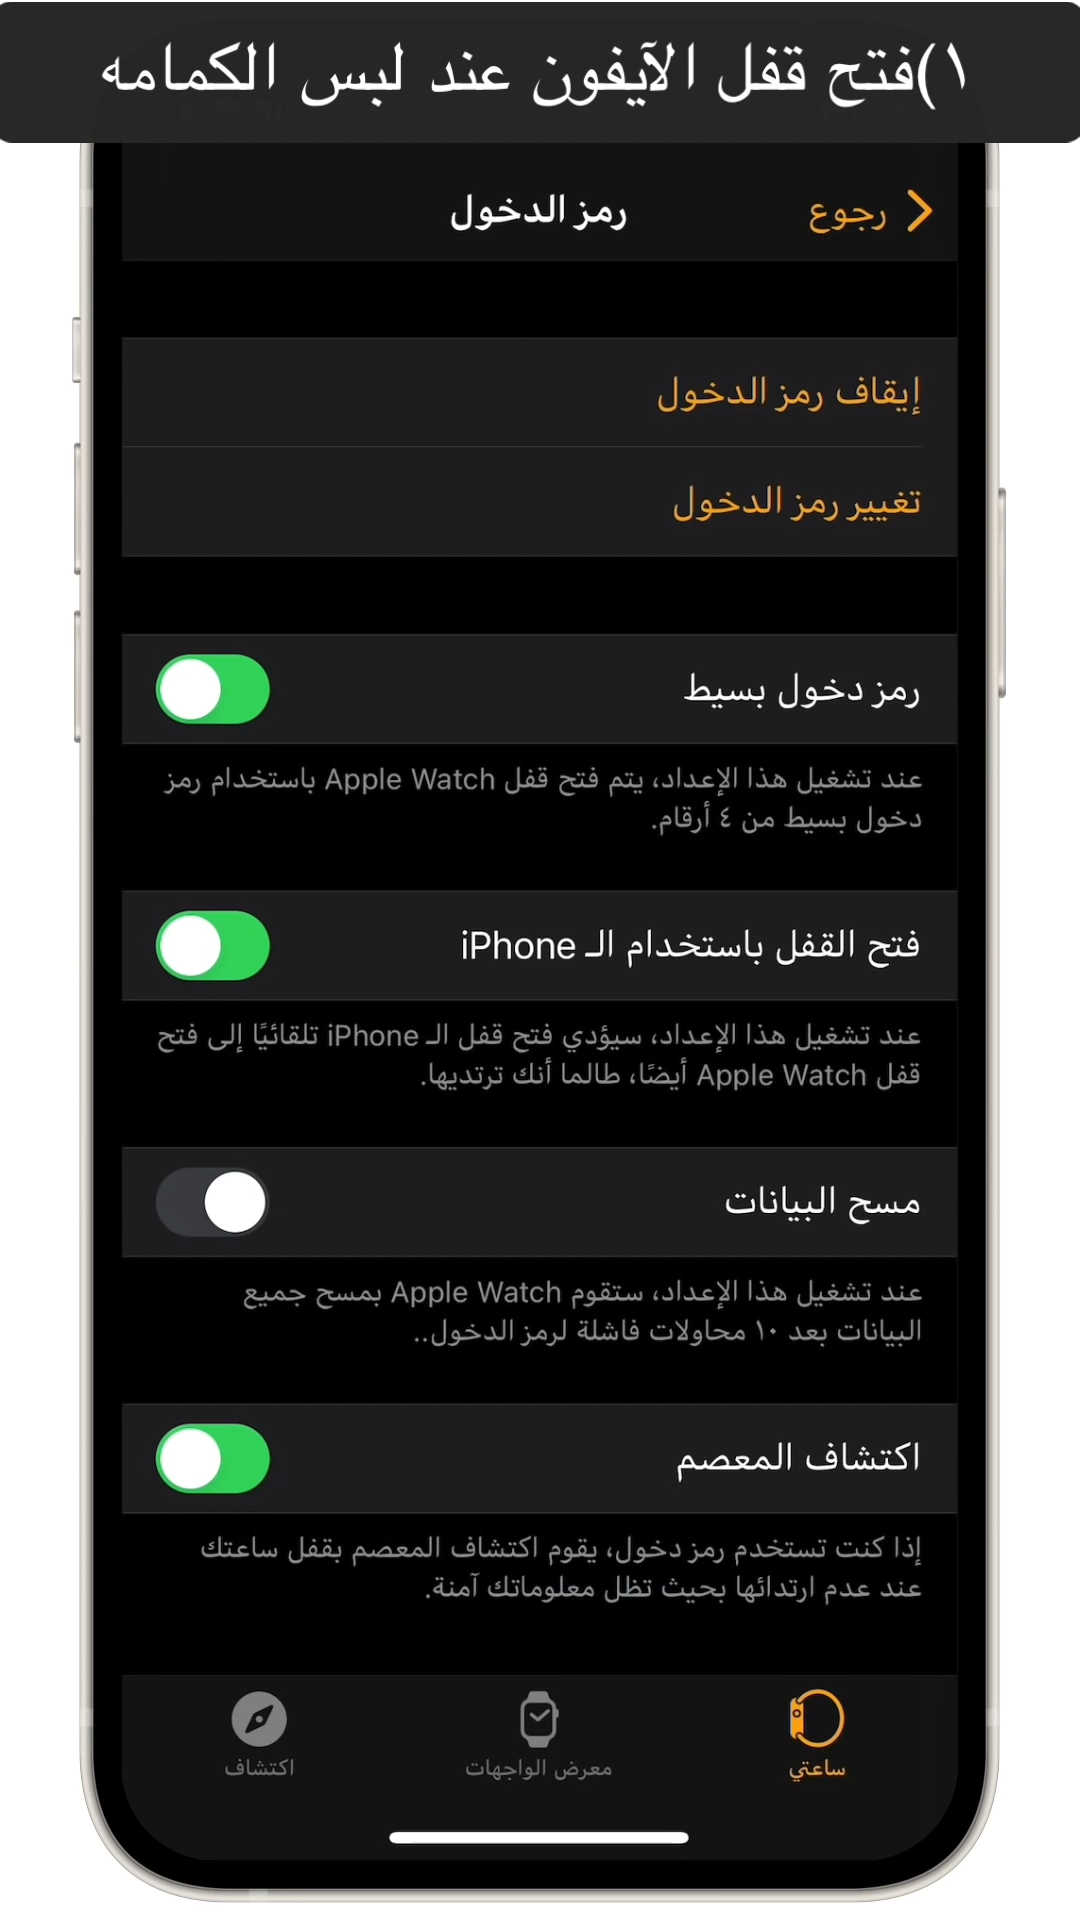 ١)فتح قفل الآيفون عند لبس الكمامه
رجوع
رمز الدخول
إيقاف رمز الدخول
تغيير رمز الدخول
رمز دخول بسيط
عند تشغيل هذا الإعداد، يتم فتح قفل Apple Watch باستخدام رمز
دخول بسيط من ٤ أرقام.
فتح القفل باستخدام الـ iPhone
عند تشغيل هذا الإعداد، سيؤدي فتح قفل الـ iPhone تلقائيًا إلى فتح
قفل Apple Watch أيضًا، طالما أنك ترتديها.
مسح البيانات
عند تشغيل هذا الإعداد، ستقوم Apple Watch بمسح جميع
البيانات بعد ١٠ محاولات فاشلة لرمز الدخول..
اكتشاف المعصم
إذا كنت تستخدم رمز دخول، يقوم اكتشاف المعصم بقفل ساعتك
عند عدم ارتدائها بحيث تظل معلوماتك آمنة.
ساعتي
معرض الواجهات
اكتشاف